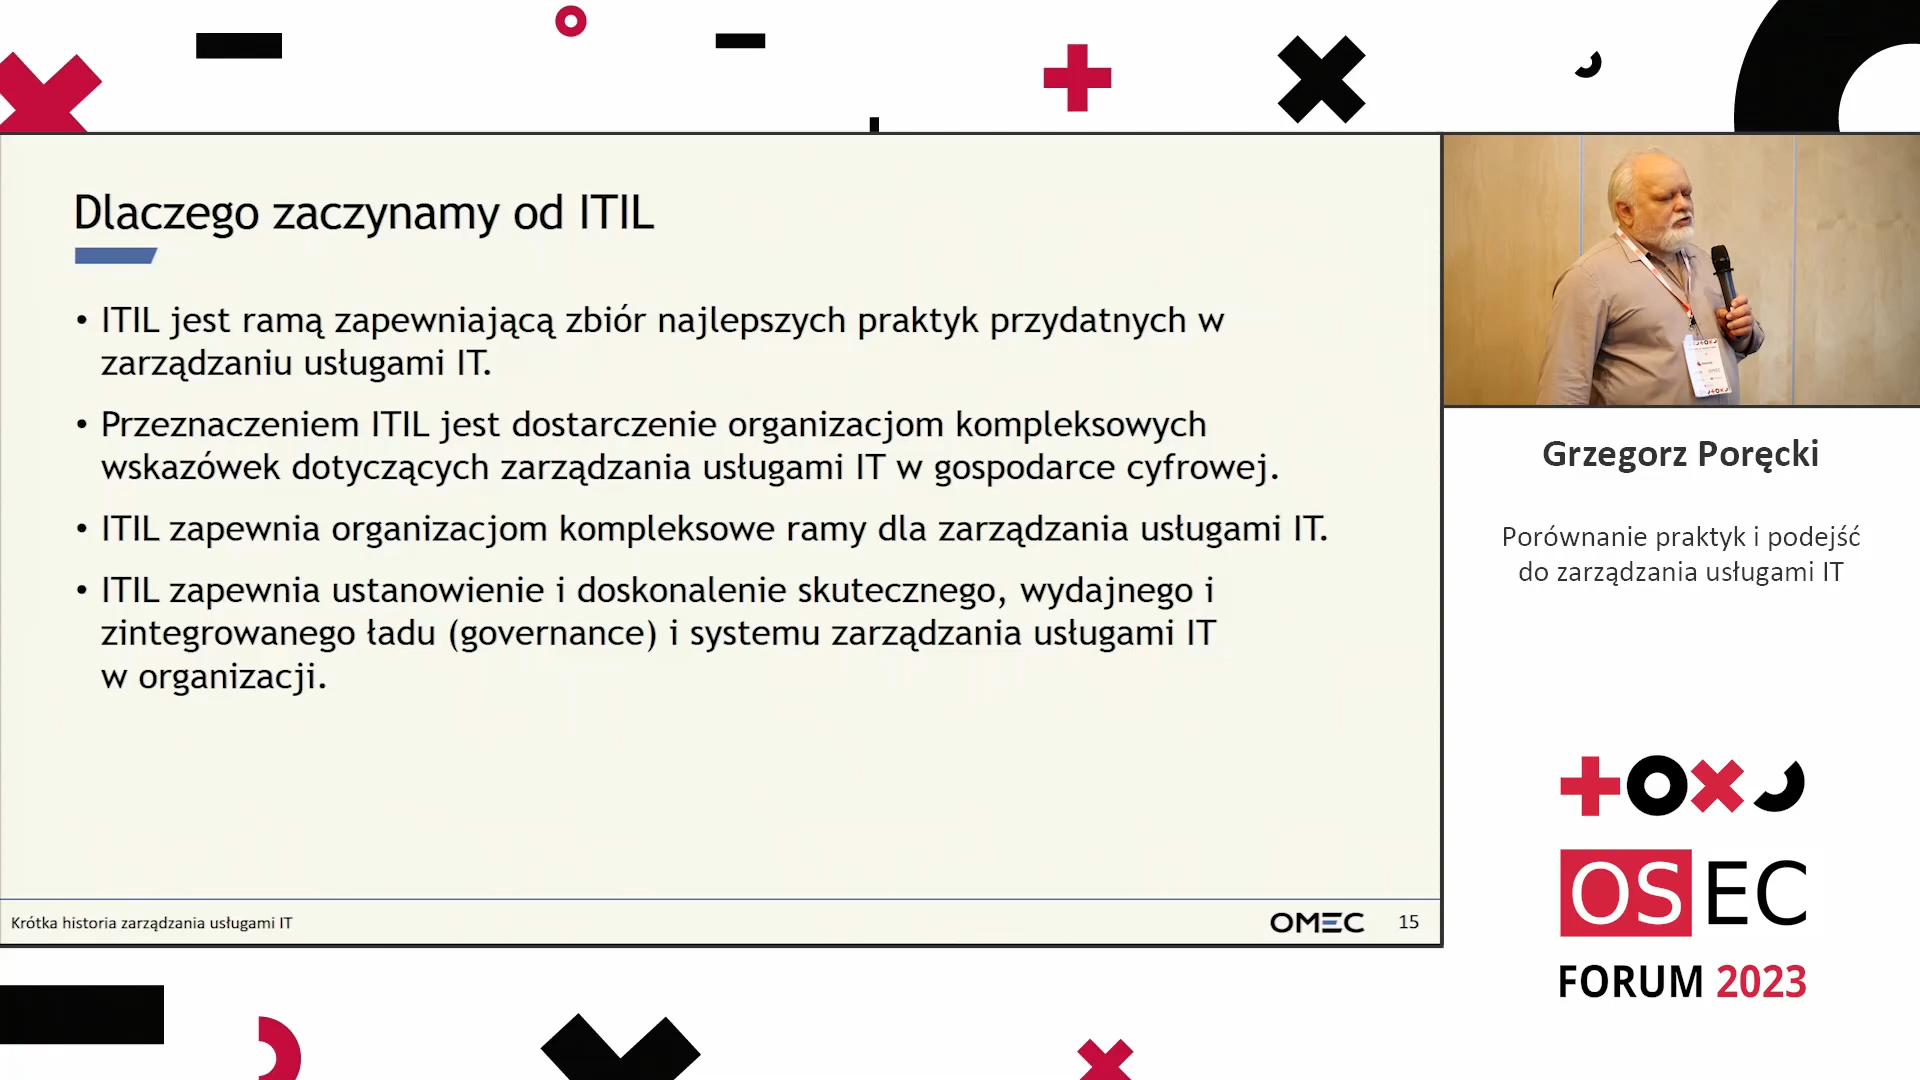 Dlaczego zaczynamy od ITIL
• ITIL jest ramą zapewniającą zbiór najlepszych praktyk przydatnych w
zarządzaniu usługami IT.
• Przeznaczeniem ITIL jest dostarczenie organizacjom kompleksowych
wskazówek dotyczących zarządzania usługami IT w gospodarce cyfrowej.
• ITIL zapewnia organizacjom kompleksowe ramy dla zarządzania usługami IT.
• ITIL zapewnia ustanowienie i doskonalenie skutecznego, wydajnego i
zintegrowanego ładu (governance) i systemu zarządzania usługami IT
w organizacji.
Krótka historia zarządzania usługami IT
OMEC
15
Grzegorz Poręcki
Porównanie praktyk i podejść
do zarządzania usługami IT
OSEC
FORUM 2023